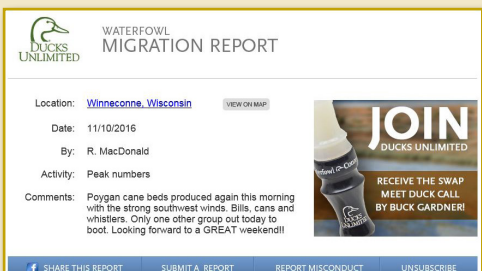 DUCKS
UNLIMITED
WATERFOWL
MIGRATION REPORT
Location: Winneconne, Wisconsin VIEW ON MAP
Date: 11/10/2016
By: R. MacDonald
Activity: Peak numbers
Comments: Poygan cane beds produced again this morning
with the strong southwest winds. Bills, cans and
whistlers. Only one other group out today to
boot. Looking forward to a GREAT weekend!!
JOIN
DUCKS UNLIMITED
RECEIVE THE SWAP
MEET DUCK CALL
BY BUCK GARDNER!
DUCKS
UNLIMITED
SHARE THIS REPORT SUBMIT A REPORT REPORT MISCONDUCT UNSUBSCRIBE